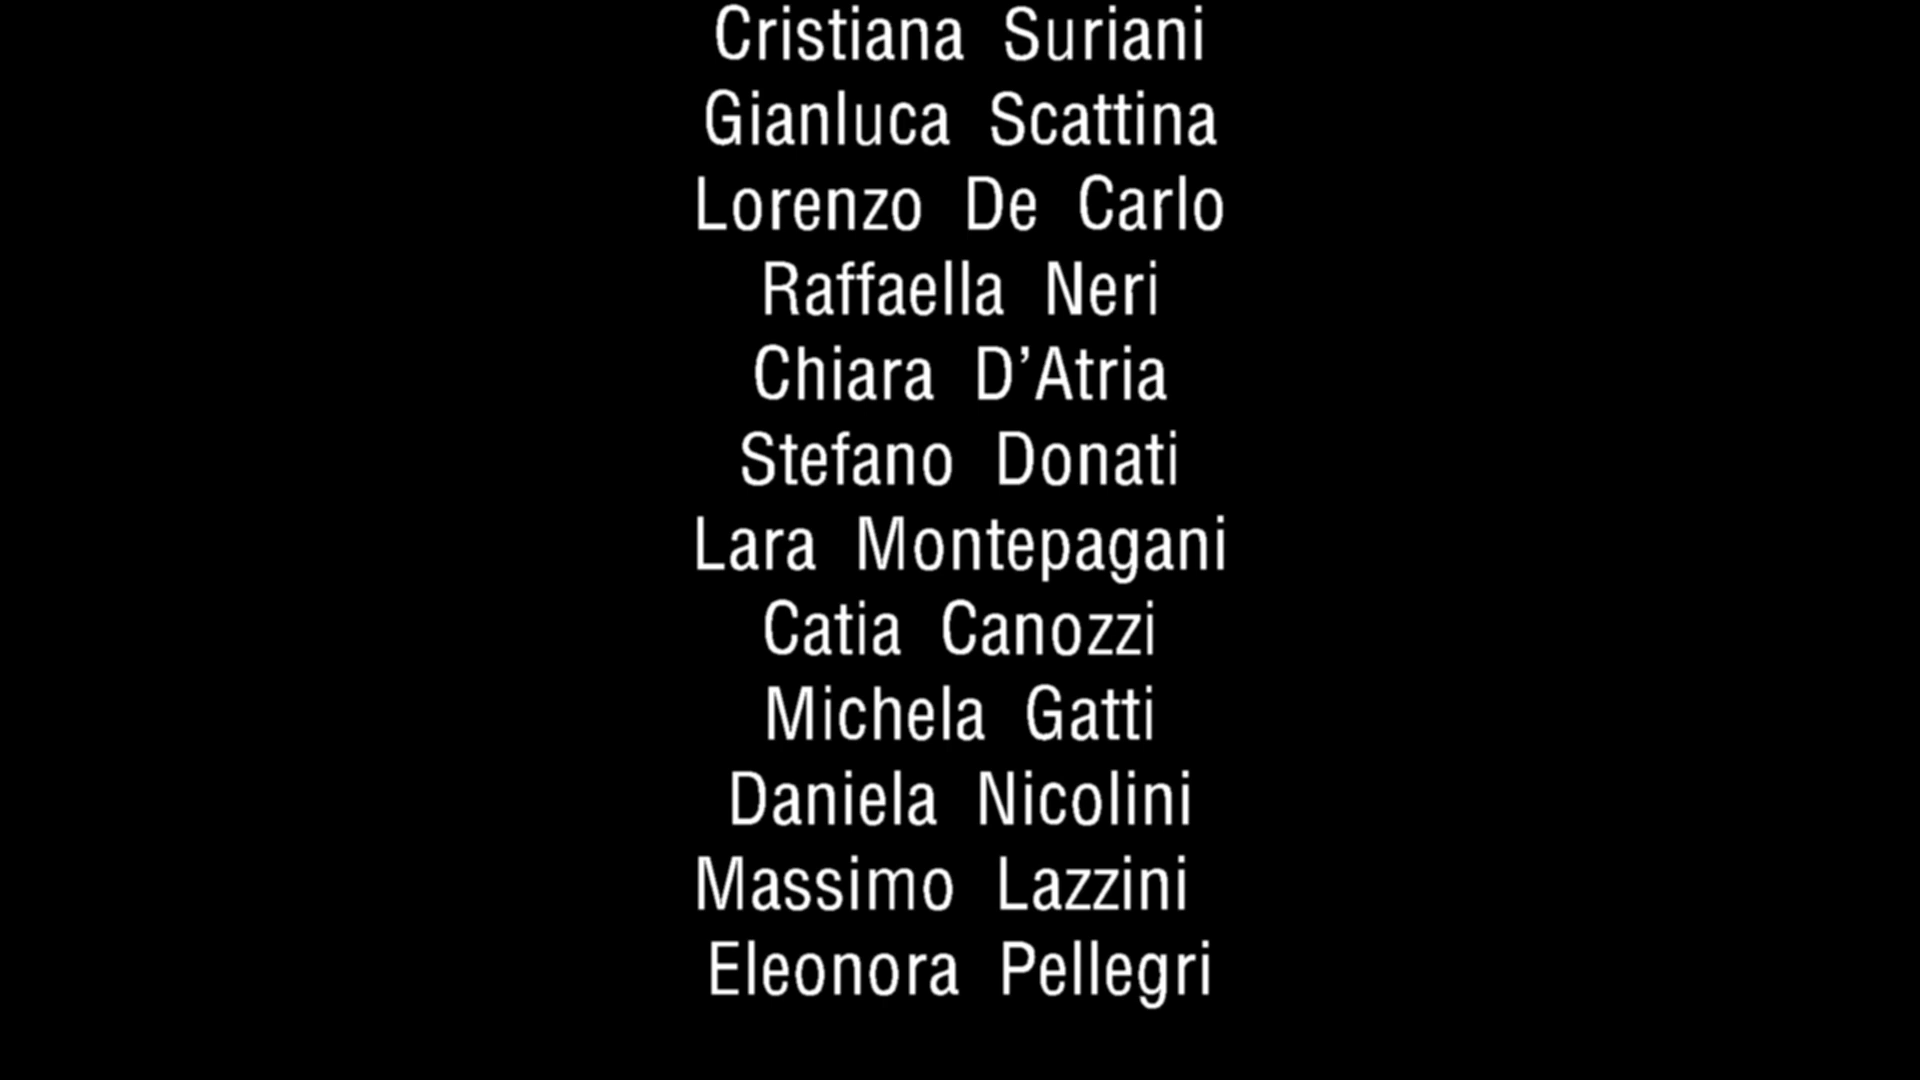 Cristiana Suriani
Gianluca Scattina
Lorenzo De Carlo
Raffaella Neri
Chiara D’Atria
Stefano Donati
Lara Montepagani
Catia Canozzi
Michela Gatti
Daniela Nicolini
Massimo Lazzini
Eleonora Pellegri